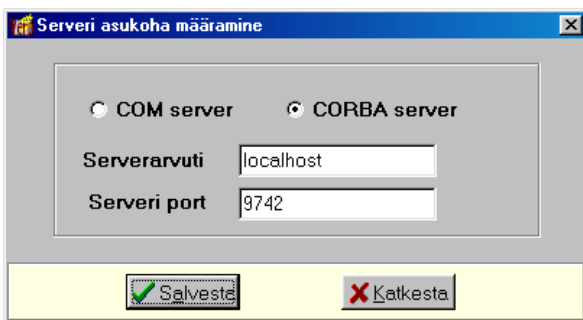 Serveri asukoha määramine
COM server CORBA server
Serverarvuti localhost
Serveri port 9742
Salvesta Katkesta